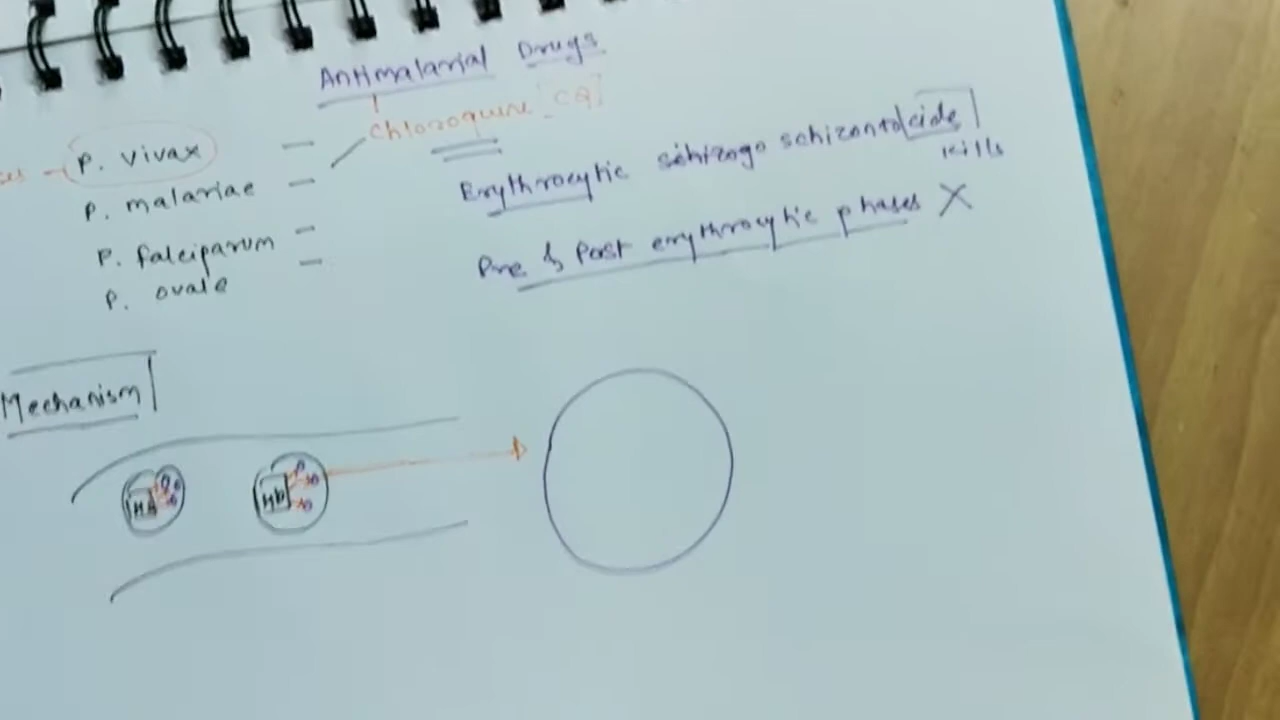 Antimalarial Drugs
Chloroquine [CQ]
P. vivax
P. malariae
P. falciparum
P. ovale
Erythrocytic schizogo schizontocide
kills
Pre & Post erythrocytic phases X
Mechanism
Hb
Hb